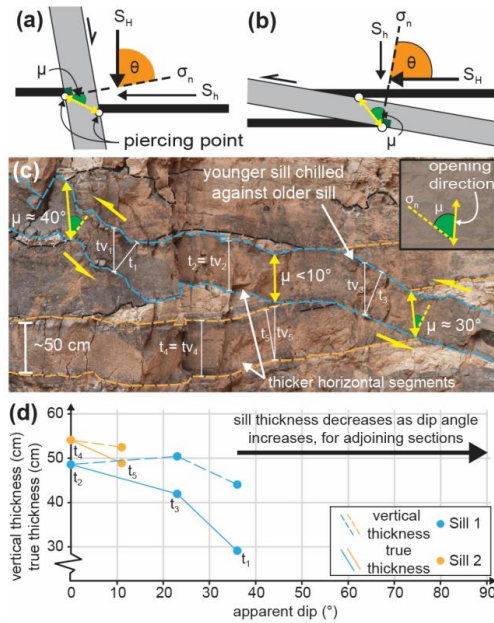 (a)
S_H
θ
σ_n
μ
S_h
piercing point
(b)
S_h
θ
σ_n
S_H
μ
(c)
younger sill chilled
against older sill
opening
direction
σ_n
μ
μ ≈ 40°
tv₁
t₁
t₂ = tv₂
μ <10°
tv₃
t₃
μ ≈ 30°
~50 cm
t₄ = tv₄
t₅
tv₅
thicker horizontal segments
(d)
vertical thickness (cm)
true thickness (cm)
60
50
40
30
t₄
t₂
t₅
t₃
t₁
sill thickness decreases as dip angle
increases, for adjoining sections
vertical
thickness
true
thickness
Sill 1
Sill 2
0 10 20 30 40 50 60 70 80 90
apparent dip (°)